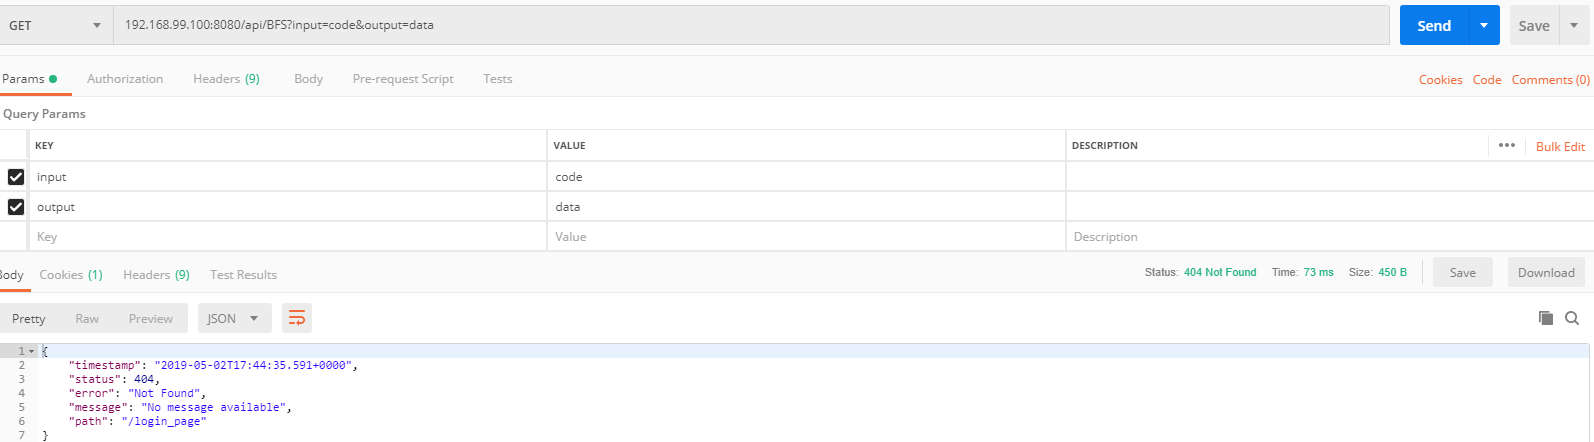 GET 192.168.99.100:8080/api/BFS?input=code&output=data Send Save
Params Authorization Headers (9) Body Pre-request Script Tests Cookies Code Comments (0)
Query Params
KEY VALUE DESCRIPTION ••• Bulk Edit
input code
output data
Key Value Description
Body Cookies (1) Headers (9) Test Results Status: 404 Not Found Time: 73 ms Size: 450 B Save Download
Pretty Raw Preview JSON
1 {
2 "timestamp": "2019-05-02T17:44:35.591+0000",
3 "status": 404,
4 "error": "Not Found",
5 "message": "No message available",
6 "path": "/login_page"
7 }